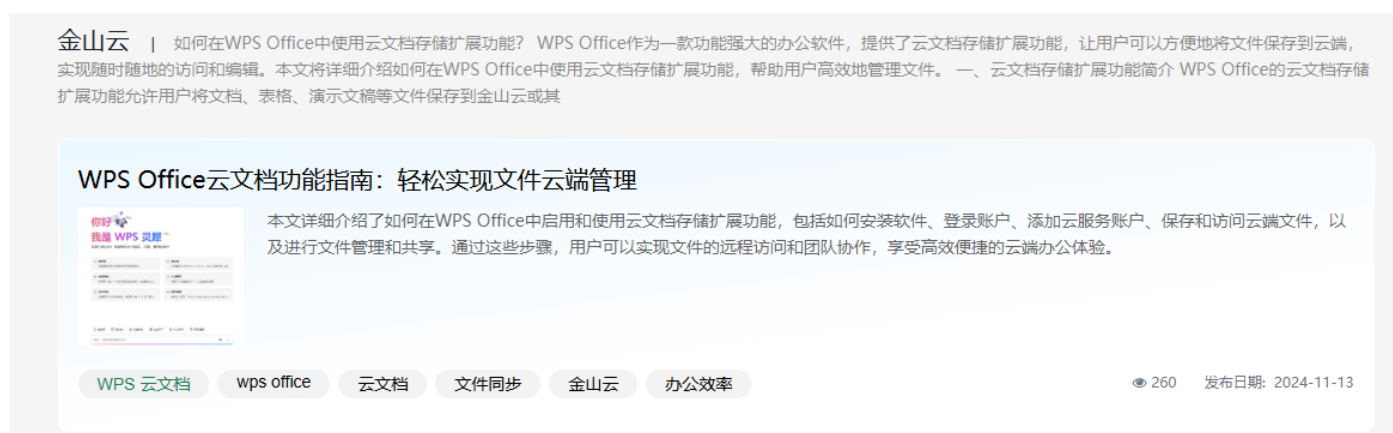 金山云 | 如何在WPS Office中使用云文档存储扩展功能? WPS Office作为一款功能强大的办公软件，提供了云文档存储扩展功能，让用户可以方便地将文件保存到云端，
实现随时随地的访问和编辑。本文将详细介绍如何在WPS Office中使用云文档存储扩展功能，帮助用户高效地管理文件。 一、云文档存储扩展功能简介 WPS Office的云文档存储
扩展功能允许用户将文档、表格、演示文稿等文件保存到金山云或其
WPS Office云文档功能指南：轻松实现文件云端管理
你好
我是 WPS 灵犀
本文详细介绍了如何在WPS Office中启用和使用云文档存储扩展功能，包括如何安装软件、登录账户、添加云服务账户、保存和访问云端文件，以
及进行文件管理和共享。通过这些步骤，用户可以实现文件的远程访问和团队协作，享受高效便捷的云端办公体验。
WPS 云文档 wps office 云文档 文件同步 金山云 办公效率 260 发布日期: 2024-11-13